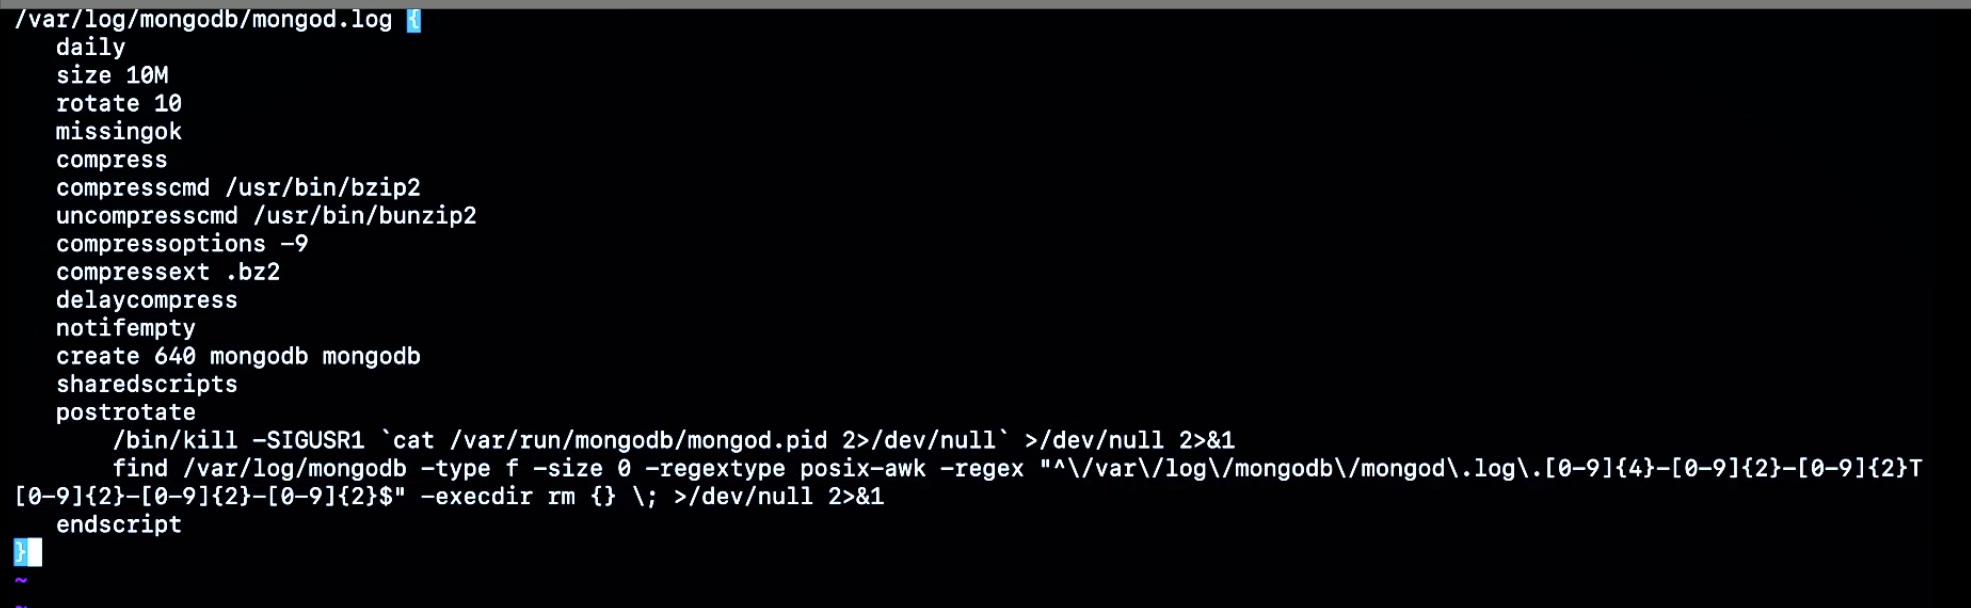 /var/log/mongodb/mongod.log {
   daily
   size 10M
   rotate 10
   missingok
   compress
   compresscmd /usr/bin/bzip2
   uncompresscmd /usr/bin/bunzip2
   compressoptions -9
   compressext .bz2
   delaycompress
   notifempty
   create 640 mongodb mongodb
   sharedscripts
   postrotate
       /bin/kill -SIGUSR1 `cat /var/run/mongodb/mongod.pid 2>/dev/null` >/dev/null 2>&1
       find /var/log/mongodb -type f -size 0 -regextype posix-awk -regex "^\/var\/log\/mongodb\/mongod\.log\.[0-9]{4}-[0-9]{2}-[0-9]{2}T
[0-9]{2}-[0-9]{2}-[0-9]{2}$" -execdir rm {} \; >/dev/null 2>&1
   endscript
}
~
~